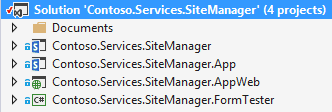 Solution 'Contoso.Services.SiteManager' (4 projects)
Documents
Contoso.Services.SiteManager
Contoso.Services.SiteManager.App
Contoso.Services.SiteManager.AppWeb
C# Contoso.Services.SiteManager.FormTester